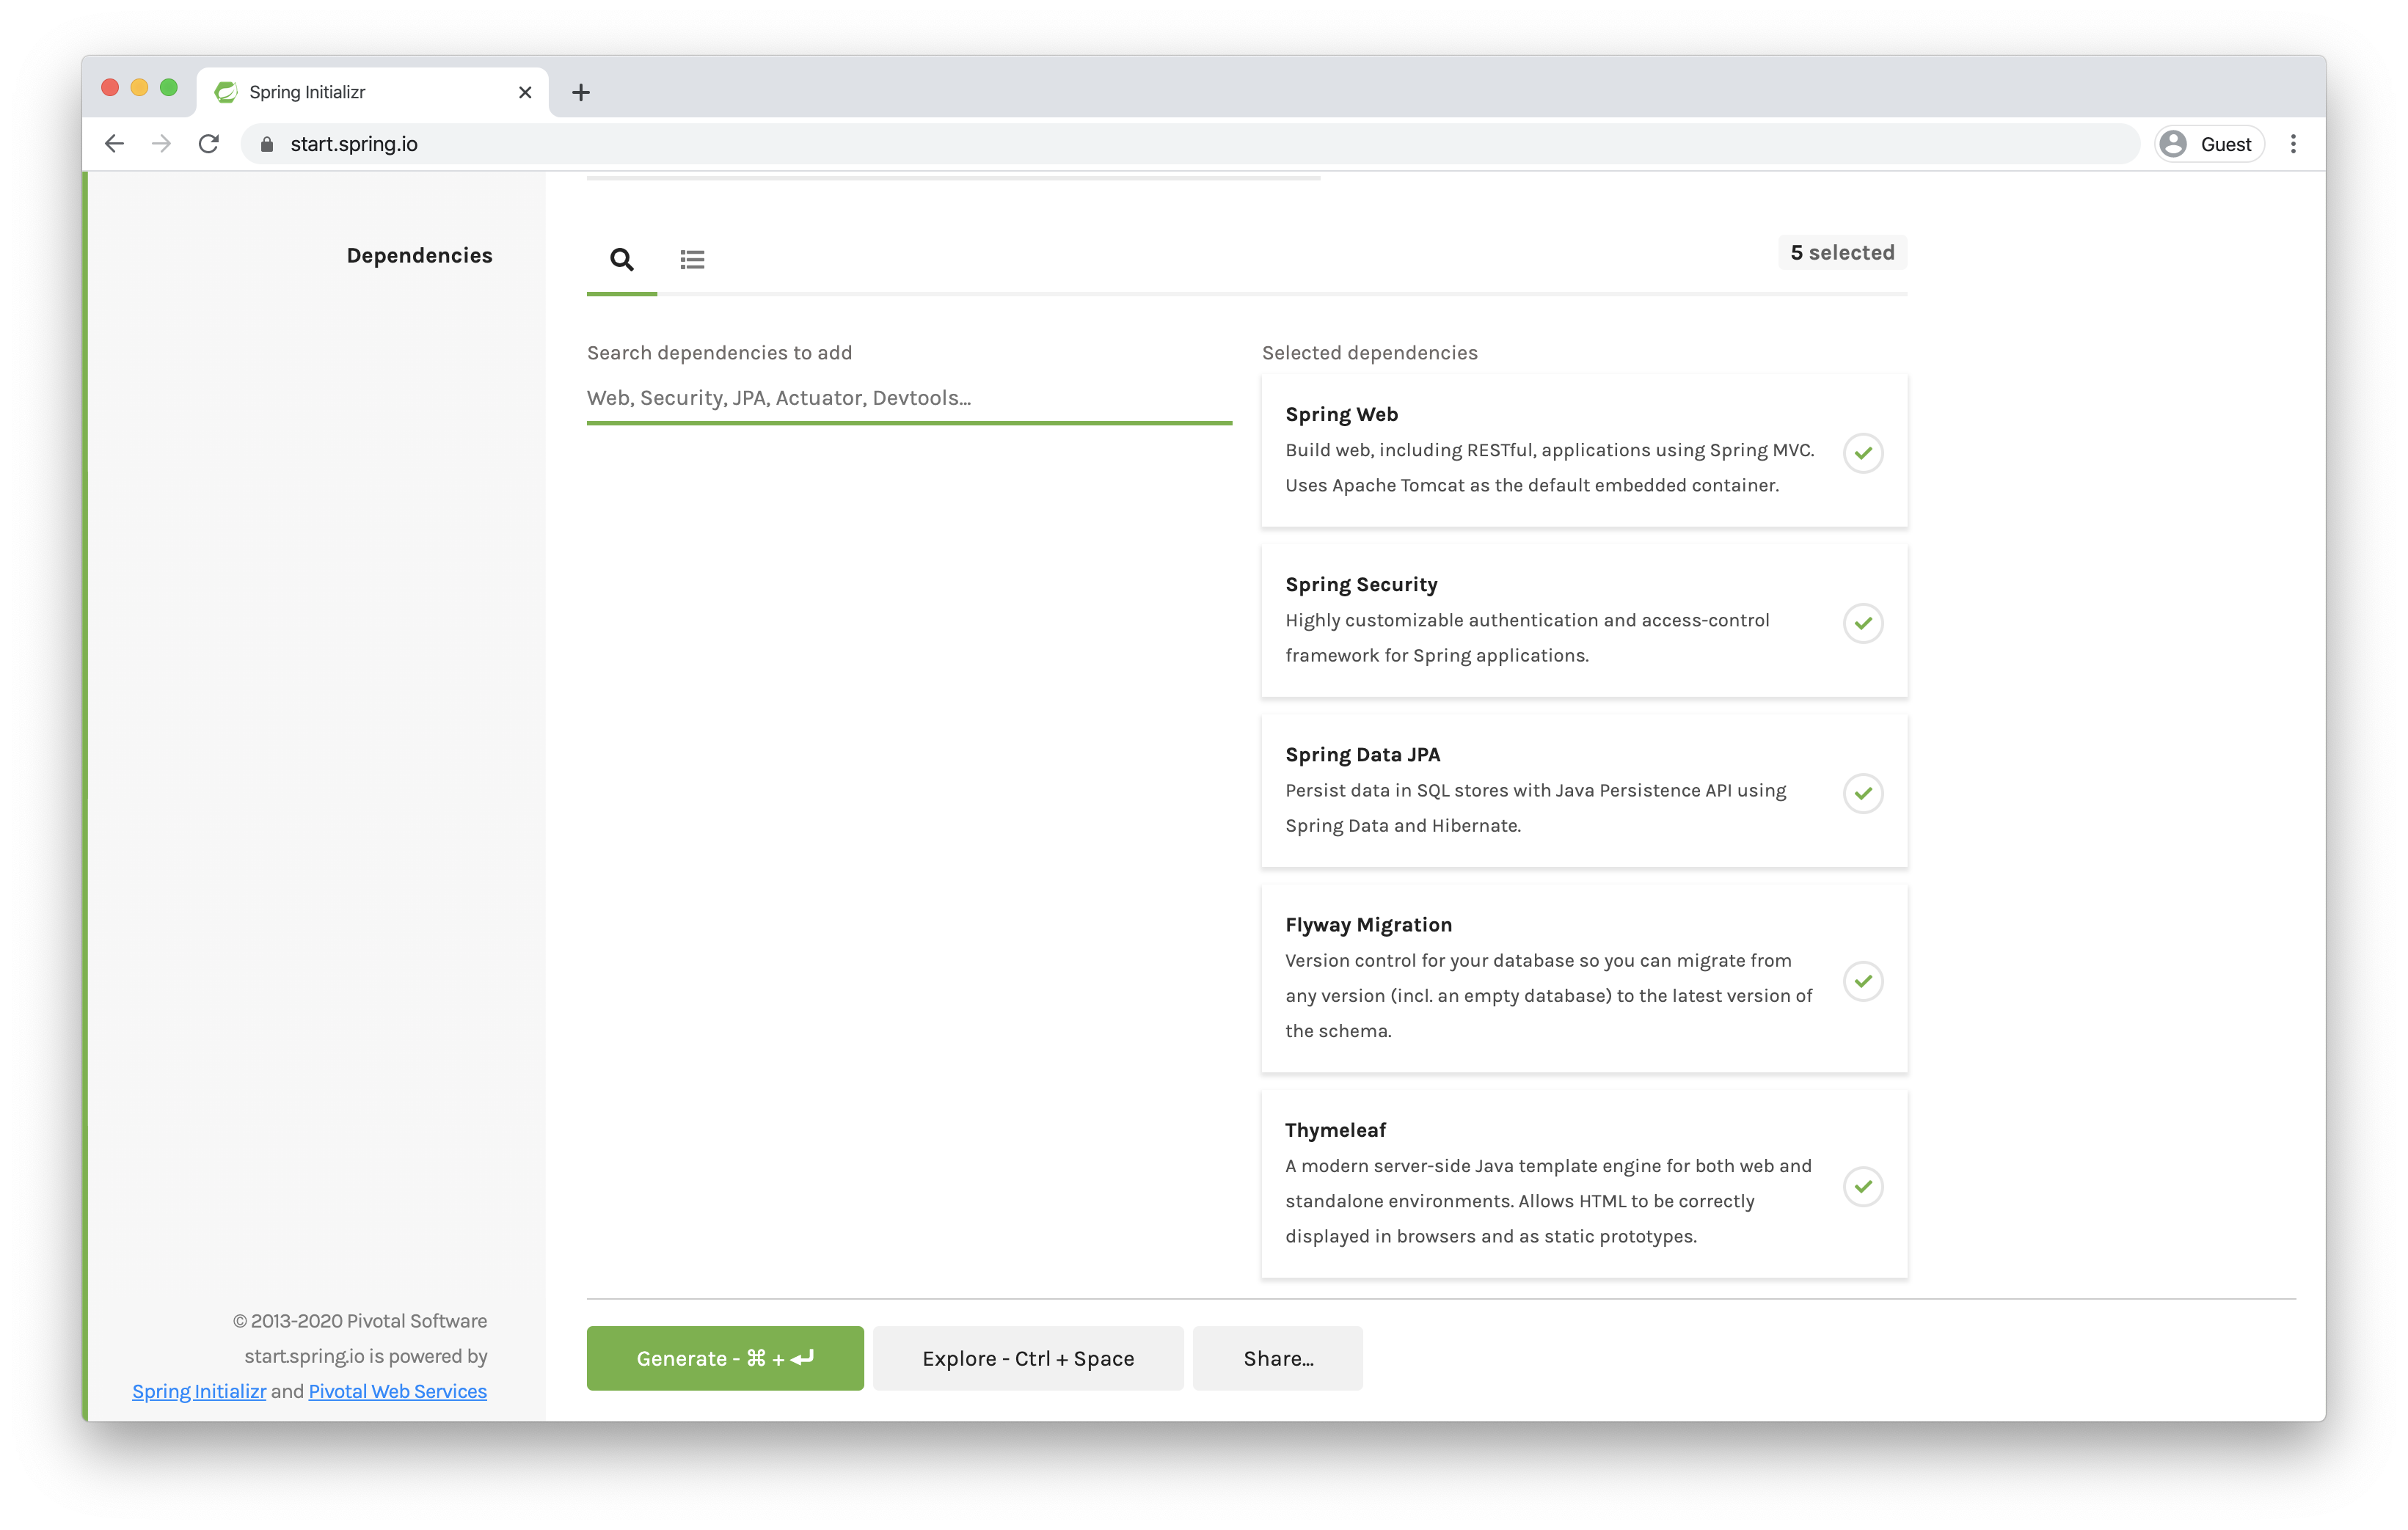 Spring Initializr
start.spring.io
Guest
Dependencies
5 selected
Search dependencies to add
Web, Security, JPA, Actuator, Devtools...
Selected dependencies
Spring Web
Build web, including RESTful, applications using Spring MVC.
Uses Apache Tomcat as the default embedded container.
Spring Security
Highly customizable authentication and access-control
framework for Spring applications.
Spring Data JPA
Persist data in SQL stores with Java Persistence API using
Spring Data and Hibernate.
Flyway Migration
Version control for your database so you can migrate from
any version (incl. an empty database) to the latest version of
the schema.
Thymeleaf
A modern server-side Java template engine for both web and
standalone environments. Allows HTML to be correctly
displayed in browsers and as static prototypes.
© 2013-2020 Pivotal Software
start.spring.io is powered by
Spring Initializr and Pivotal Web Services
Generate - ⌘ + ⏎
Explore - Ctrl + Space
Share...